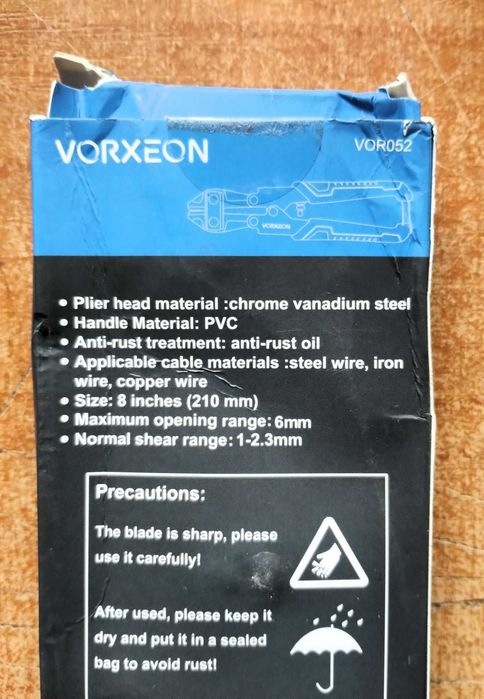 VORXEON
VOR052
VORXEON
• Plier head material :chrome vanadium steel
• Handle Material: PVC
• Anti-rust treatment: anti-rust oil
• Applicable cable materials :steel wire, iron
wire, copper wire
• Size: 8 inches (210 mm)
• Maximum opening range: 6mm
• Normal shear range: 1-2.3mm
Precautions:
The blade is sharp, please
use it carefully!
After used, please keep it
dry and put it in a sealed
bag to avoid rust!